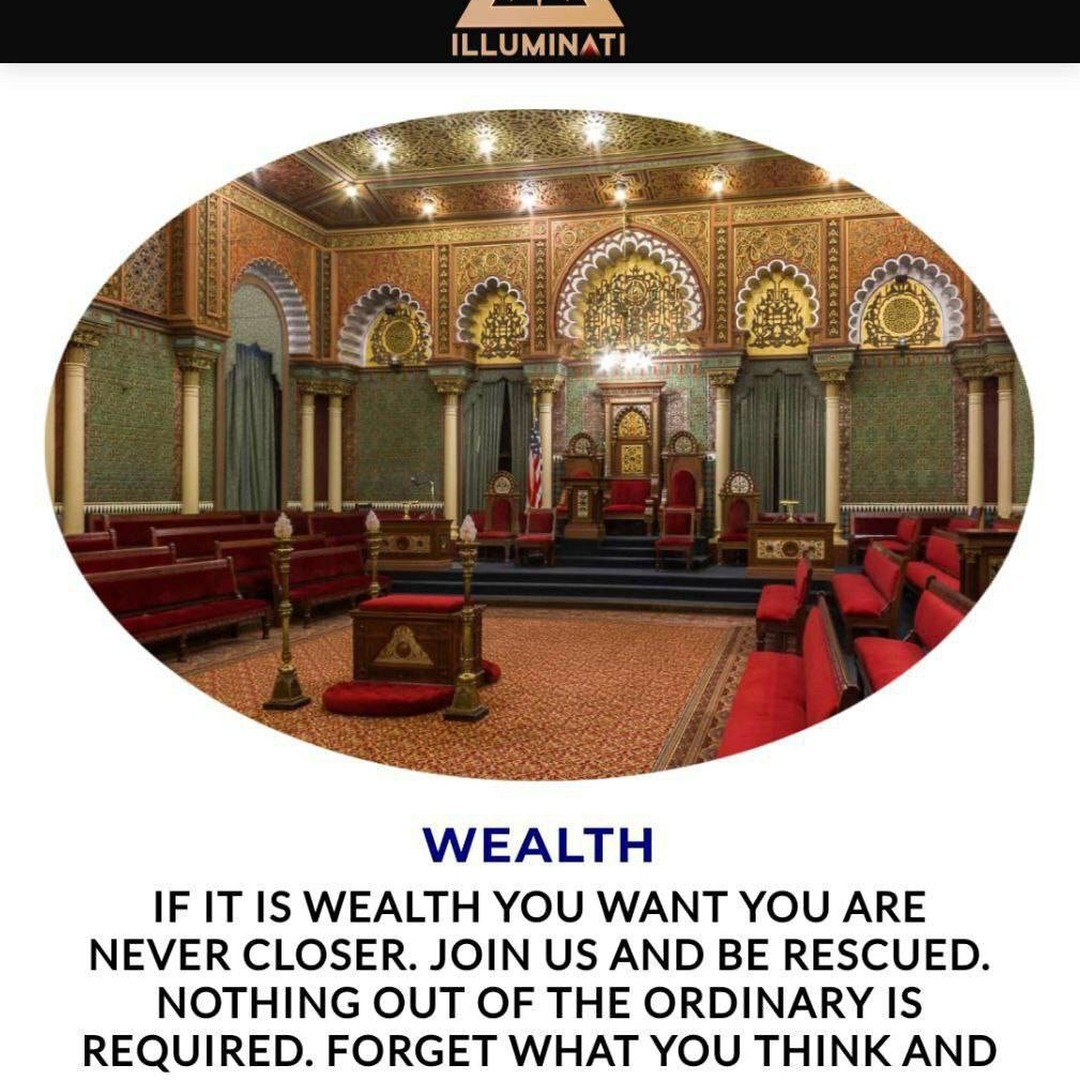 ILLUMINATI
WEALTH
IF IT IS WEALTH YOU WANT YOU ARE
NEVER CLOSER. JOIN US AND BE RESCUED.
NOTHING OUT OF THE ORDINARY IS
REQUIRED. FORGET WHAT YOU THINK AND